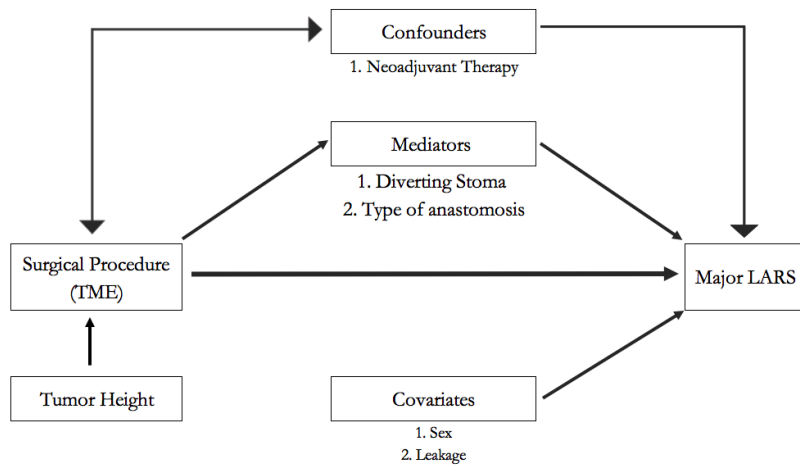 Confounders
1. Neoadjuvant Therapy
Mediators
1. Diverting Stoma
2. Type of anastomosis
Surgical Procedure
(TME)
Major LARS
Tumor Height
Covariates
1. Sex
2. Leakage